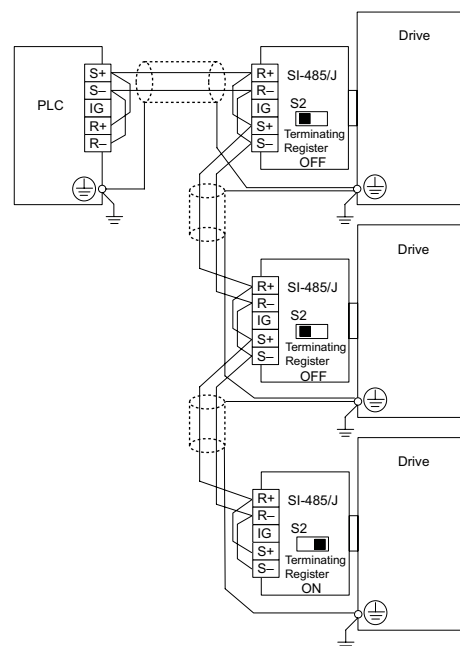 PLC
S+
S–
IG
R+
R–
R+
R–
IG
S+
S–
SI-485/J
S2
Terminating
Register
OFF
Drive
R+
R–
IG
S+
S–
SI-485/J
S2
Terminating
Register
OFF
Drive
R+
R–
IG
S+
S–
SI-485/J
S2
Terminating
Register
ON
Drive